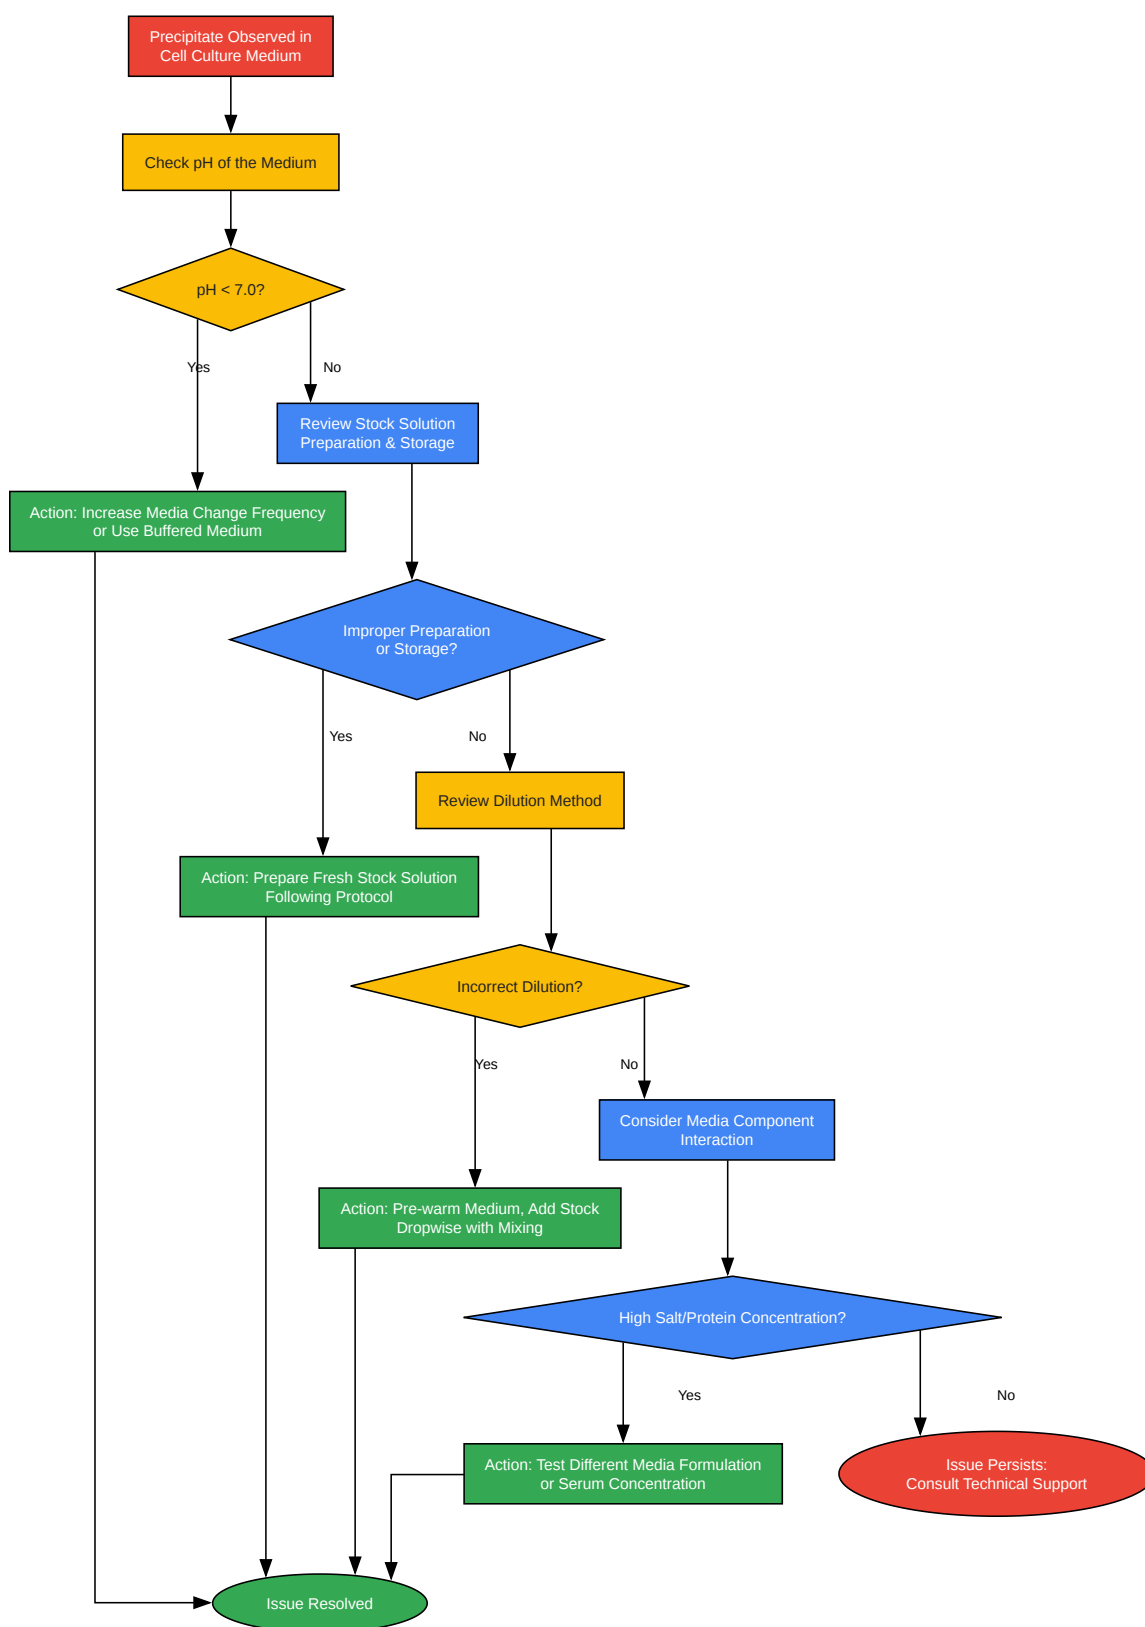 Precipitate Observed in
Cell Culture Medium
Check pH of the Medium
pH < 7.0?
Yes
No
Review Stock Solution
Preparation & Storage
Action: Increase Media Change Frequency
or Use Buffered Medium
Improper Preparation
or Storage?
Yes
No
Review Dilution Method
Action: Prepare Fresh Stock Solution
Following Protocol
Incorrect Dilution?
Yes
No
Consider Media Component
Interaction
Action: Pre-warm Medium, Add Stock
Dropwise with Mixing
High Salt/Protein Concentration?
Yes
No
Action: Test Different Media Formulation
or Serum Concentration
Issue Persists:
Consult Technical Support
Issue Resolved